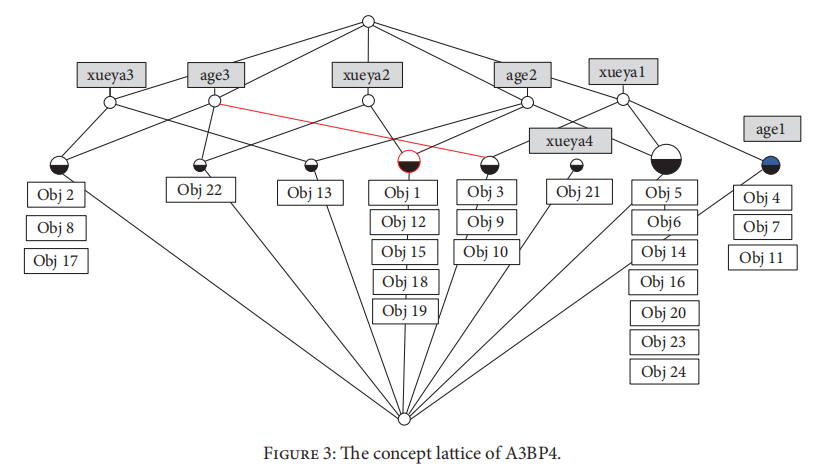 xueya3
age3
xueya2
age2
xueya1
xueya4
age1
Obj 2
Obj 8
Obj 17
Obj 22
Obj 13
Obj 1
Obj 12
Obj 15
Obj 18
Obj 19
Obj 3
Obj 9
Obj 10
Obj 21
Obj 5
Obj6
Obj 14
Obj 16
Obj 20
Obj 23
Obj 24
Obj 4
Obj 7
Obj 11
FIGURE 3: The concept lattice of A3BP4.